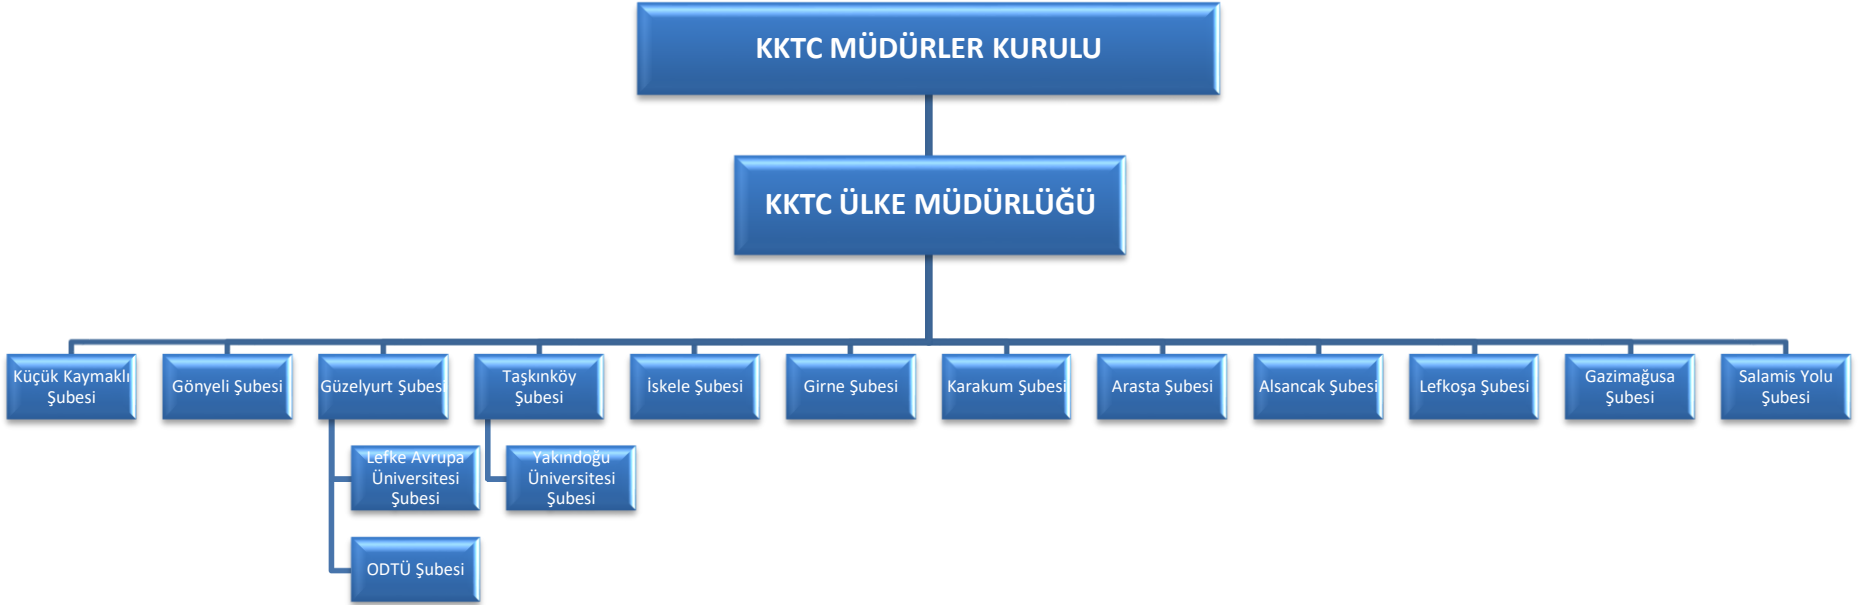 KKTC MÜDÜRLER KURULU
KKTC ÜLKE MÜDÜRLÜĞÜ
Küçük Kaymaklı
Şubesi
Gönyeli Şubesi
Güzelyurt Şubesi
Taşkınköy
Şubesi
İskele Şubesi
Girne Şubesi
Karakum Şubesi
Arasta Şubesi
Alsancak Şubesi
Lefkoşa Şubesi
Gazimağusa
Şubesi
Salamis Yolu
Şubesi
Lefke Avrupa
Üniversitesi
Şubesi
Yakındoğu
Üniversitesi
Şubesi
ODTÜ Şubesi